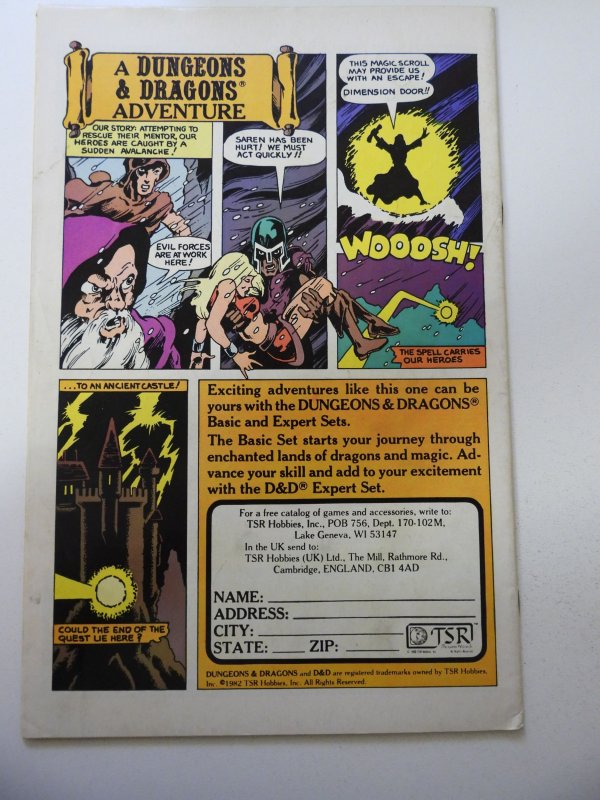 A DUNGEONS
& DRAGONS®
ADVENTURE
OUR STORY: ATTEMPTING TO
RESCUE THEIR MENTOR, OUR
HEROES ARE CAUGHT BY A
SUDDEN AVALANCHE!
EVIL FORCES
ARE AT WORK
HERE!
SAREN HAS BEEN
HURT! WE MUST
ACT QUICKLY!!
THIS MAGIC SCROLL
MAY PROVIDE US
WITH AN ESCAPE!
DIMENSION DOOR!!
WOOOSH!
THE SPELL CARRIES
OUR HEROES
...TO AN ANCIENT CASTLE!
COULD THE END OF THE
QUEST LIE HERE?
Exciting adventures like this one can be
yours with the DUNGEONS & DRAGONS®
Basic and Expert Sets.
The Basic Set starts your journey through
enchanted lands of dragons and magic. Ad-
vance your skill and add to your excitement
with the D&D® Expert Set.
For a free catalog of games and accessories, write to:
TSR Hobbies, Inc., POB 756, Dept. 170-102M,
Lake Geneva, WI 53147
In the UK send to:
TSR Hobbies (UK) Ltd., The Mill, Rathmore Rd.,
Cambridge, ENGLAND, CB1 4AD
NAME:
ADDRESS:
CITY:
STATE: ZIP:
TSR™
DUNGEONS & DRAGONS and D&D are registered trademarks owned by TSR Hobbies,
Inc. ©1982 TSR Hobbies, Inc. All Rights Reserved.